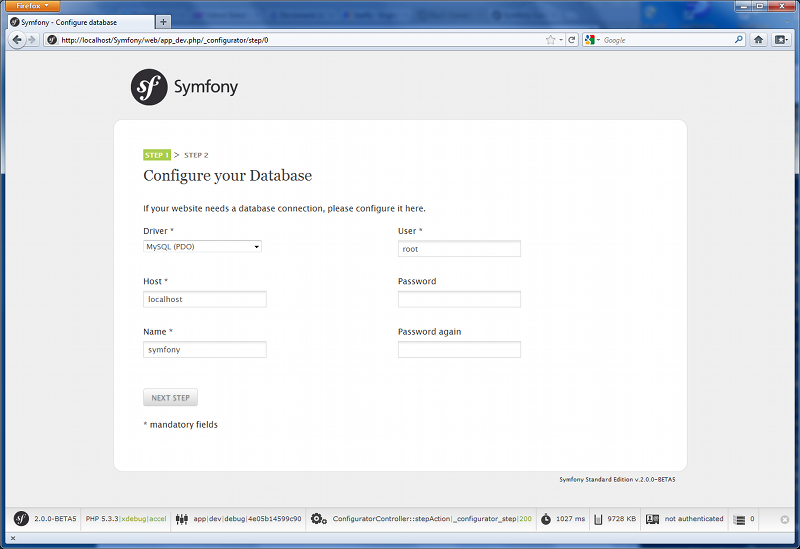 Firefox
Symfony - Configure database
http://localhost/Symfony/web/app_dev.php/_configurator/step/0
Google
sf Symfony
STEP 1 > STEP 2
Configure your Database
If your website needs a database connection, please configure it here.
Driver * User *
MySQL (PDO) root
Host * Password
localhost
Name * Password again
symfony
NEXT STEP
* mandatory fields
Symfony Standard Edition v.2.0.0-BETA5
sf 2.0.0-BETA5 PHP 5.3.3|xdebug|accel app|dev|debug|4e05b14599c90 ConfiguratorController::stepAction|_configurator_step|200 1027 ms 9728 KB not authenticated 0